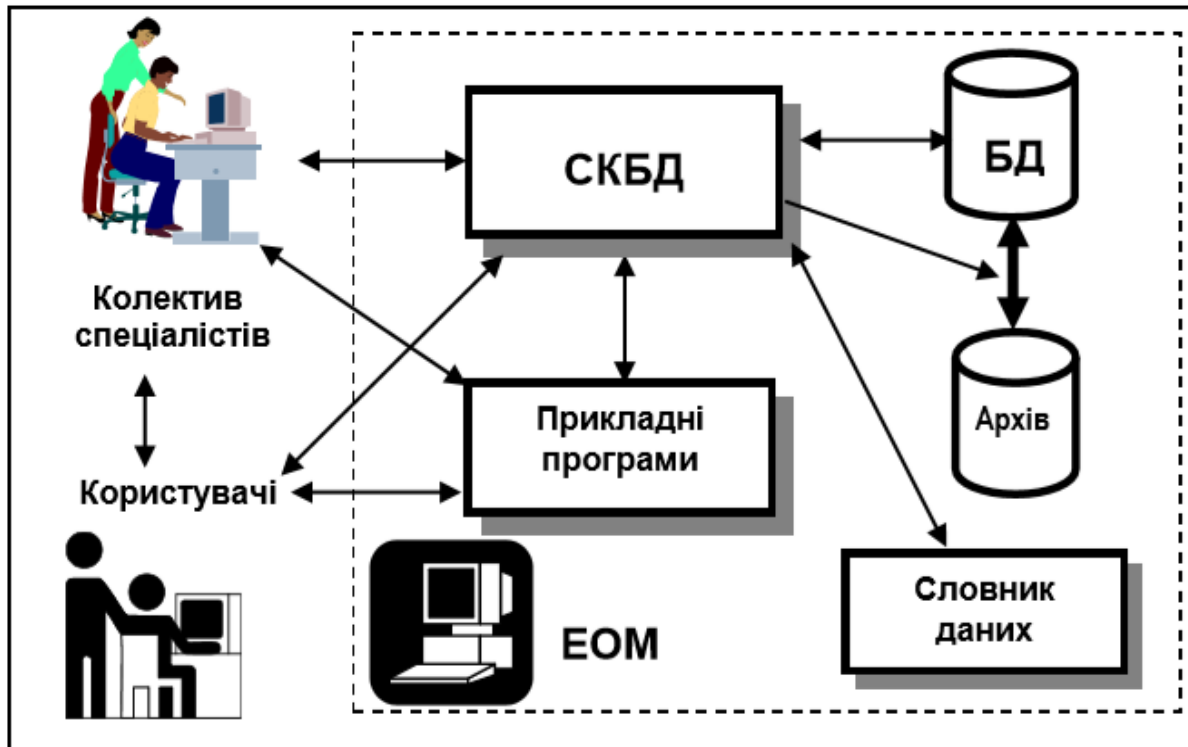 СКБД
БД
Колектив
спеціалістів
Прикладні
програми
Архів
Користувачі
ЕОМ
Словник
даних